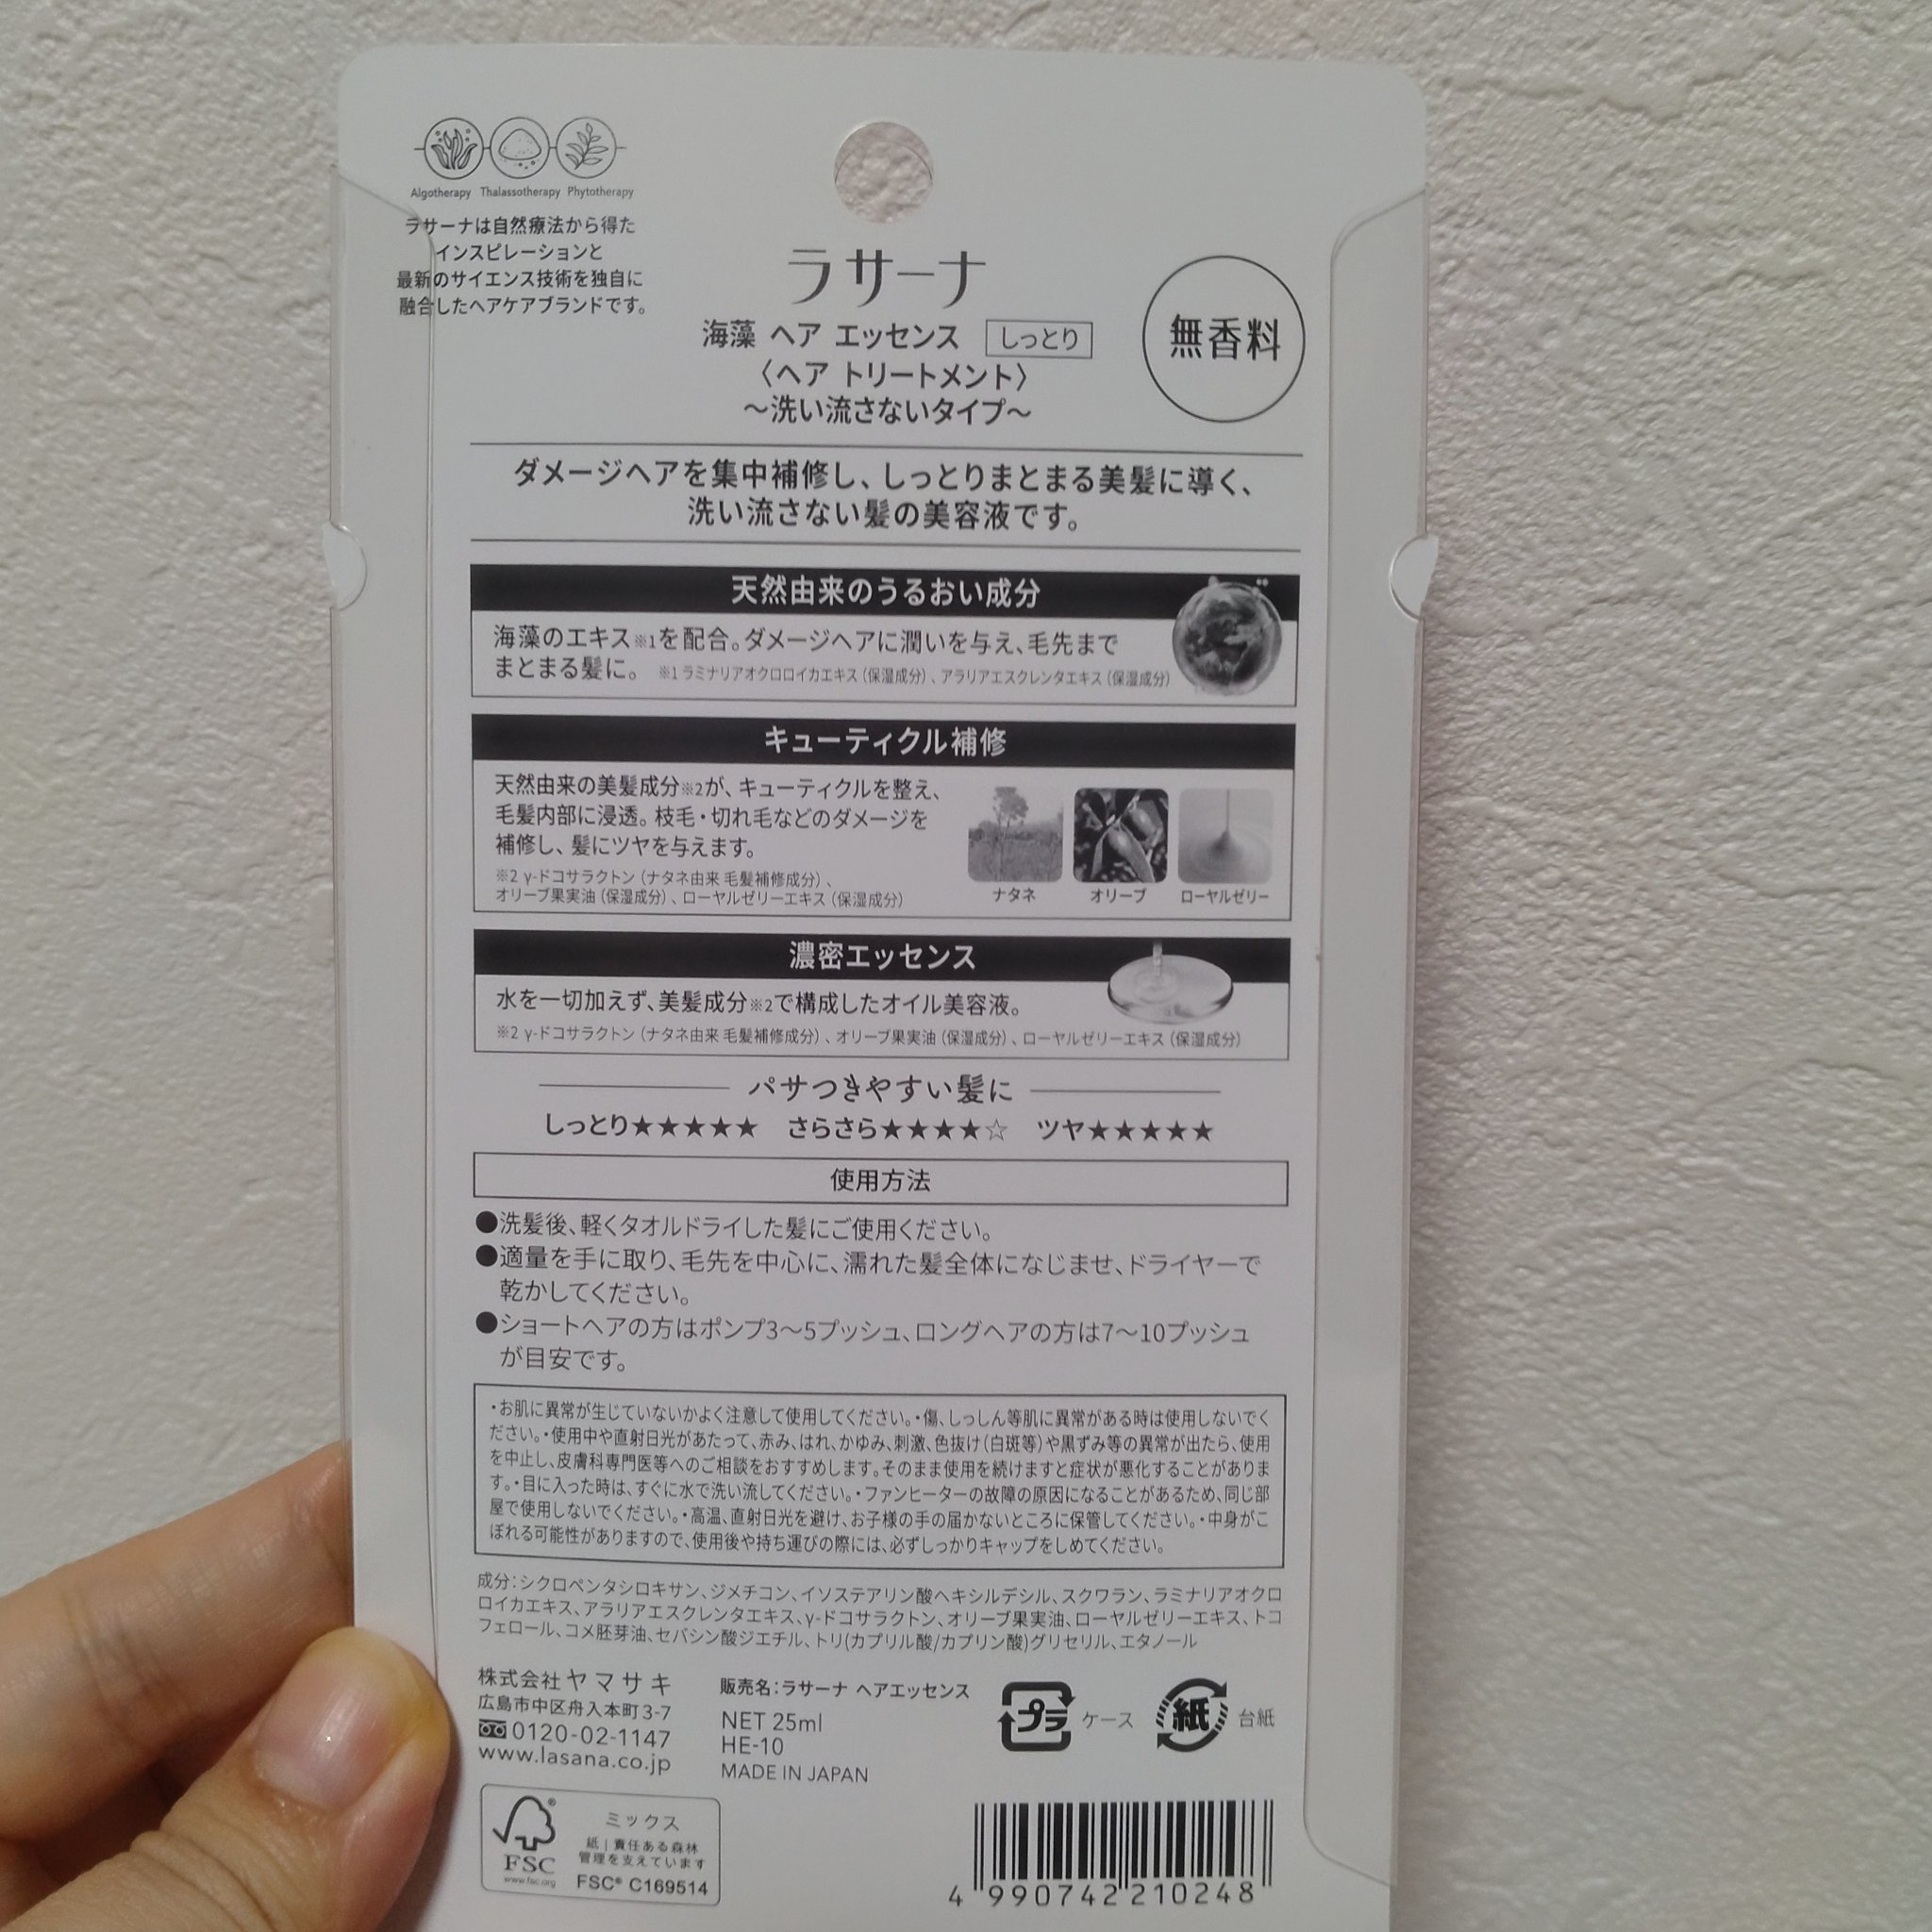 Algotherapy Thalassotherapy Phytotherapy
ラサーナは自然療法から得た
インスピレーションと
最新のサイエンス技術を独自に
融合したヘアケアブランドです。
ラサーナ
海藻 ヘア エッセンス しっとり
〈ヘア トリートメント〉
〜洗い流さないタイプ〜
無香料
ダメージヘアを集中補修し、しっとりまとまる美髪に導く、
洗い流さない髪の美容液です。
天然由来のうるおい成分
海藻のエキス※1を配合。ダメージヘアに潤いを与え、毛先まで
まとまる髪に。 ※1 ラミナリアオクロロイカエキス（保湿成分）、アラリアエスクレンタエキス（保湿成分）
キューティクル補修
天然由来の美髪成分※2が、キューティクルを整え、
毛髪内部に浸透。枝毛・切れ毛などのダメージを
補修し、髪にツヤを与えます。
※2 γ-ドコサラクトン（ナタネ由来 毛髪補修成分）、
オリーブ果実油（保湿成分）、ローヤルゼリーエキス（保湿成分）
ナタネ オリーブ ローヤルゼリー
濃密エッセンス
水を一切加えず、美髪成分※2で構成したオイル美容液。
※2 γ-ドコサラクトン（ナタネ由来 毛髪補修成分）、オリーブ果実油（保湿成分）、ローヤルゼリーエキス（保湿成分）
パサつきやすい髪に
しっとり★★★★★ さらさら★★★★☆ ツヤ★★★★★
使用方法
●洗髪後、軽くタオルドライした髪にご使用ください。
●適量を手に取り、毛先を中心に、濡れた髪全体になじませ、ドライヤーで
乾かしてください。
●ショートヘアの方はポンプ3〜5プッシュ、ロングヘアの方は7〜10プッシュ
が目安です。
・お肌に異常が生じていないかよく注意して使用してください。・傷、しっしん等肌に異常がある時は使用しないでく
ださい。・使用中や直射日光があたって、赤み、はれ、かゆみ、刺激、色抜け（白斑等）や黒ずみ等の異常が出たら、使用
を中止し、皮膚科専門医等へのご相談をおすすめします。そのまま使用を続けますと症状が悪化することがありま
す。・目に入った時は、すぐに水で洗い流してください。・ファンヒーターの故障の原因になることがあるため、同じ部
屋で使用しないでください。・高温、直射日光を避け、お子様の手の届かないところに保管してください。・中身がこ
ぼれる可能性がありますので、使用後や持ち運びの際には、必ずしっかりキャップをしめてください。
成分：シクロペンタシロキサン、ジメチコン、イソステアリン酸ヘキシルデシル、スクワラン、ラミナリアオクロ
ロイカエキス、アラリアエスクレンタエキス、γ-ドコサラクトン、オリーブ果実油、ローヤルゼリーエキス、トコ
フェロール、コメ胚芽油、セバシン酸ジエチル、トリ(カプリル酸/カプリン酸)グリセリル、エタノール
株式会社 ヤマサキ
広島市中区舟入本町3-7
0120-02-1147
www.lasana.co.jp
販売名：ラサーナ ヘアエッセンス
NET 25ml
HE-10
MADE IN JAPAN
プラ ケース 紙 台紙
FSC®
www.fsc.org
ミックス
紙｜責任ある森林
管理を支えています
FSC® C169514
4 990742 210248